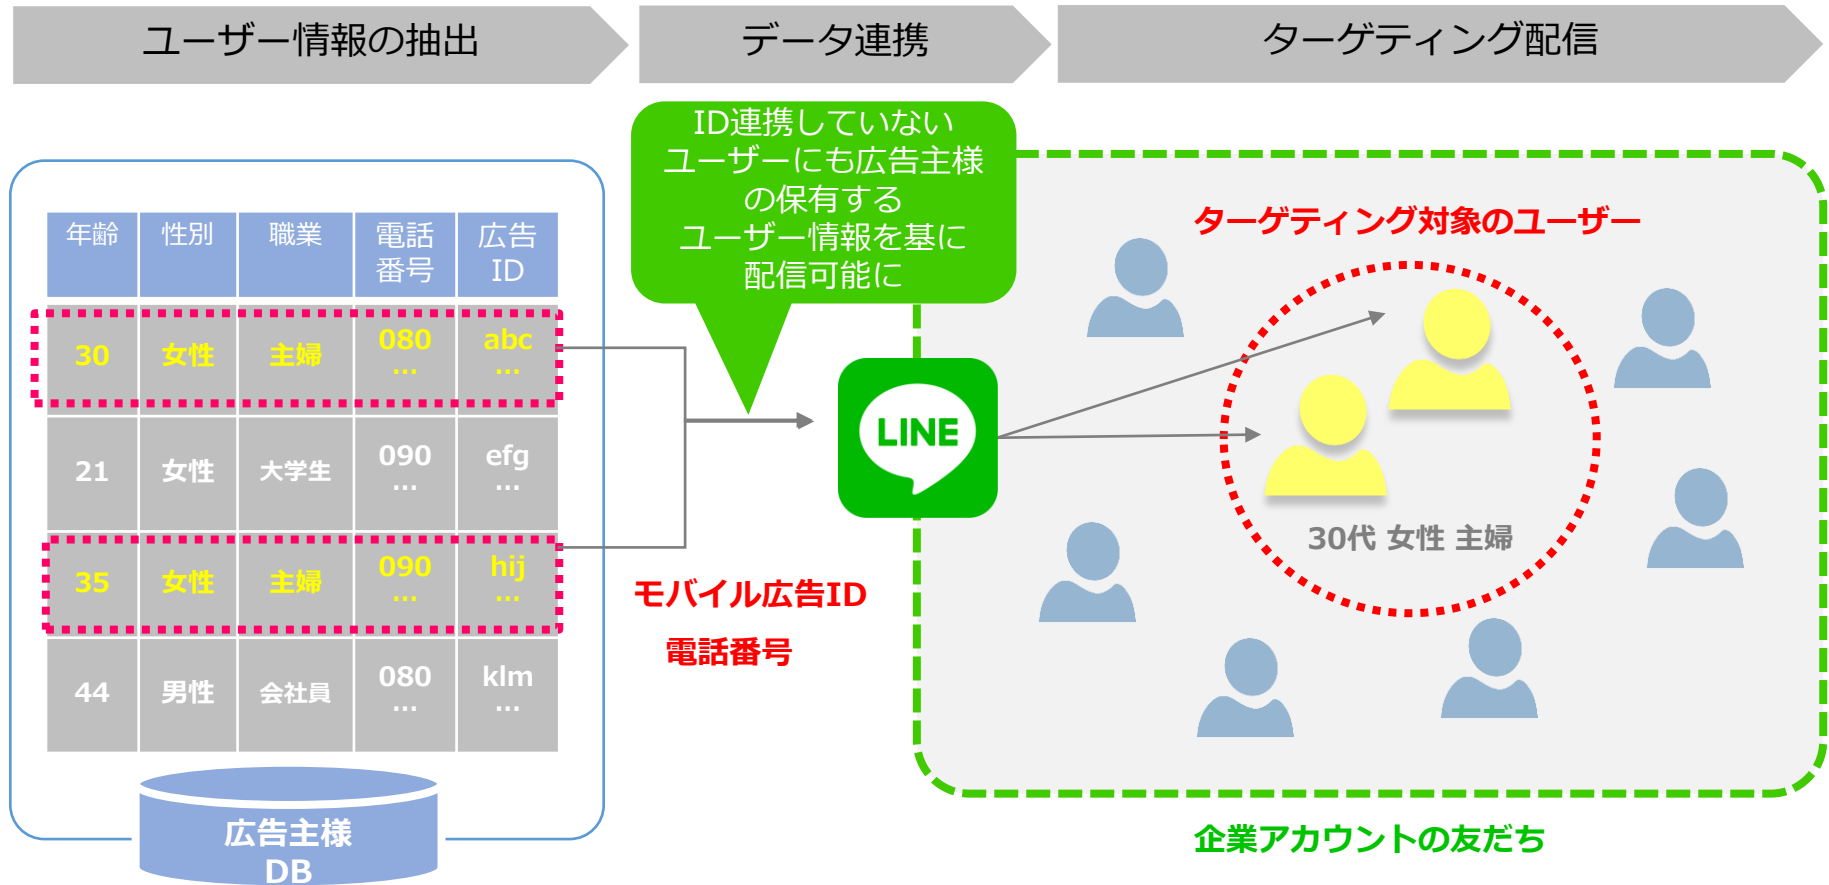 ユーザー情報の抽出
データ連携
ターゲティング配信
ID連携していない
ユーザーにも広告主様
の保有する
ユーザー情報を基に
配信可能に
年齢 性別 職業 電話番号 広告ID
30 女性 主婦 080… abc…
21 女性 大学生 090… efg…
35 女性 主婦 090… hij…
44 男性 会社員 080… klm…
広告主様
DB
モバイル広告ID
電話番号
LINE
ターゲティング対象のユーザー
30代 女性 主婦
企業アカウントの友だち